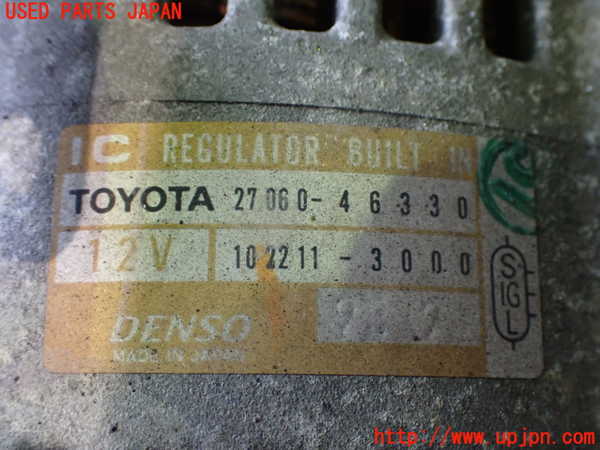 USED PARTS JAPAN
IC REGULATOR BUILT IN
TOYOTA 27060-46330
12V 102211-3000
S
IG
L
DENSO
MADE IN JAPAN
http://www.upjpn.com